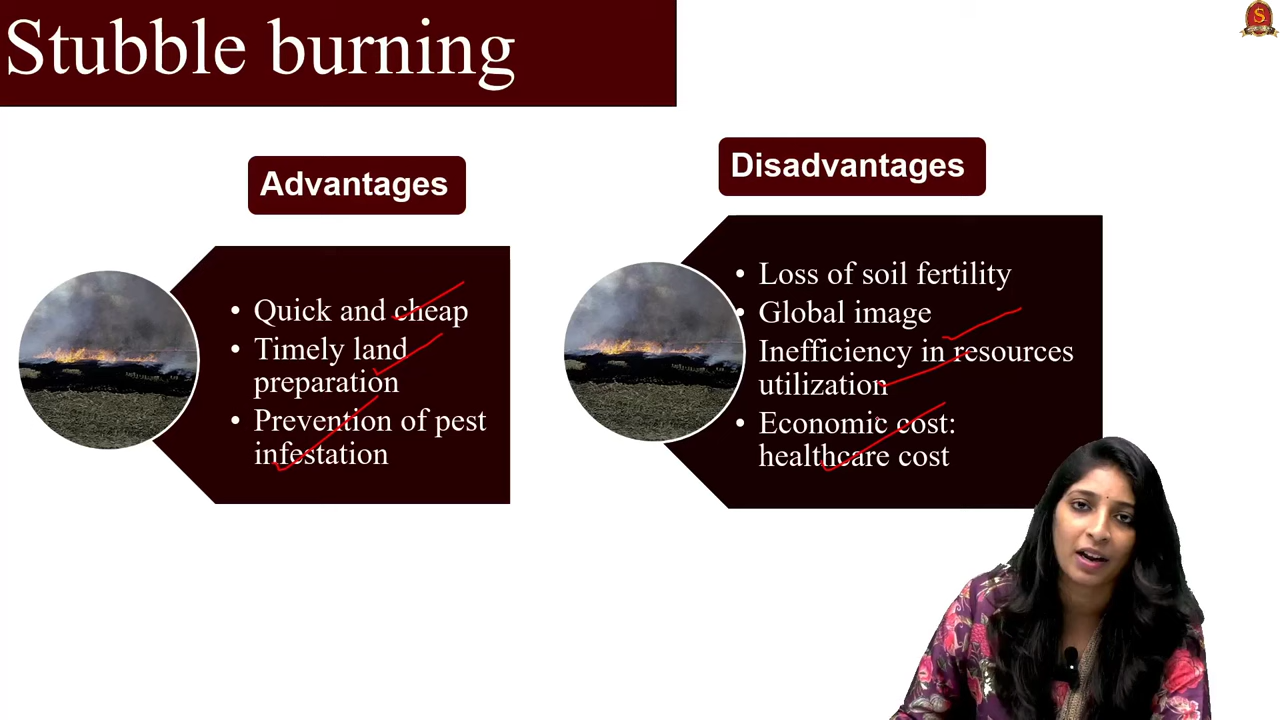 Stubble burning
S
Advantages
• Quick and cheap
• Timely land
preparation
• Prevention of pest
infestation
Disadvantages
• Loss of soil fertility
• Global image
Inefficiency in resources
utilization
• Economic cost:
healthcare cost